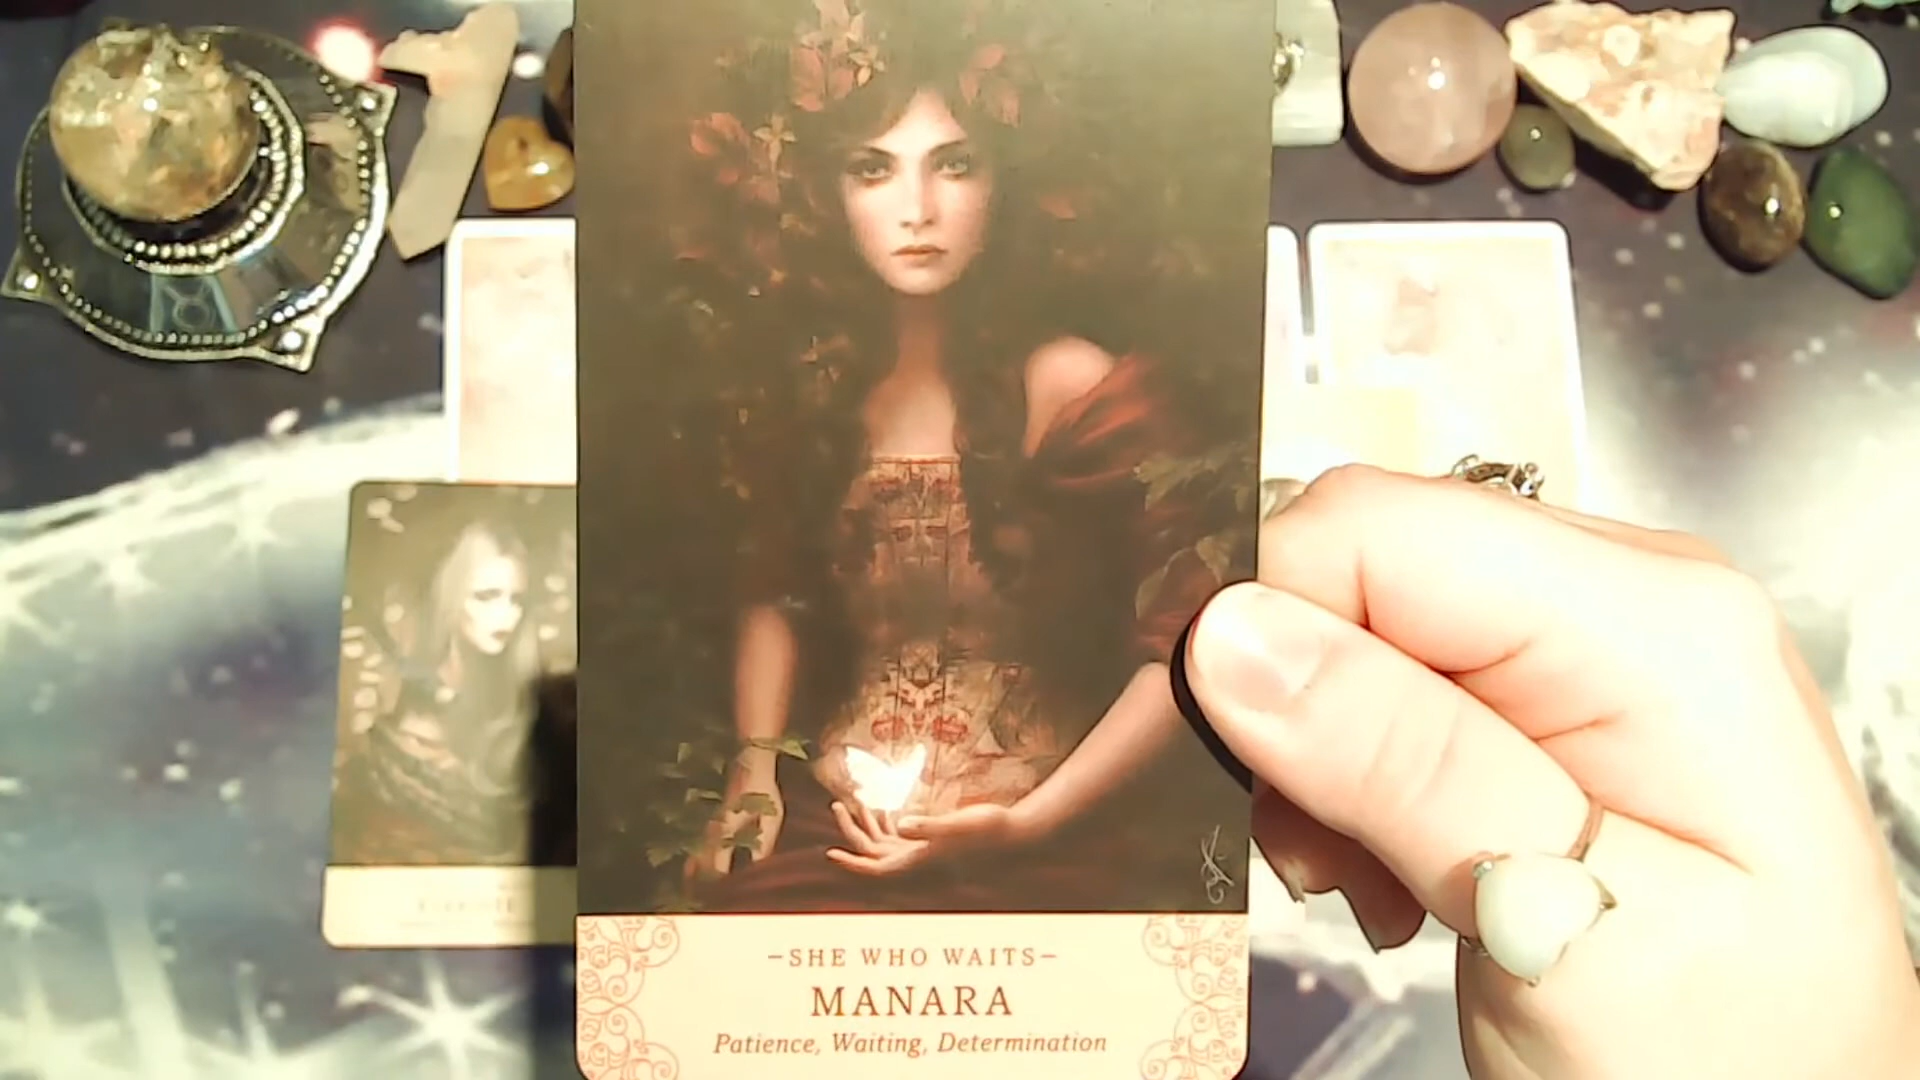 -SHE WHO WAITS-
MANARA
Patience, Waiting, Determination